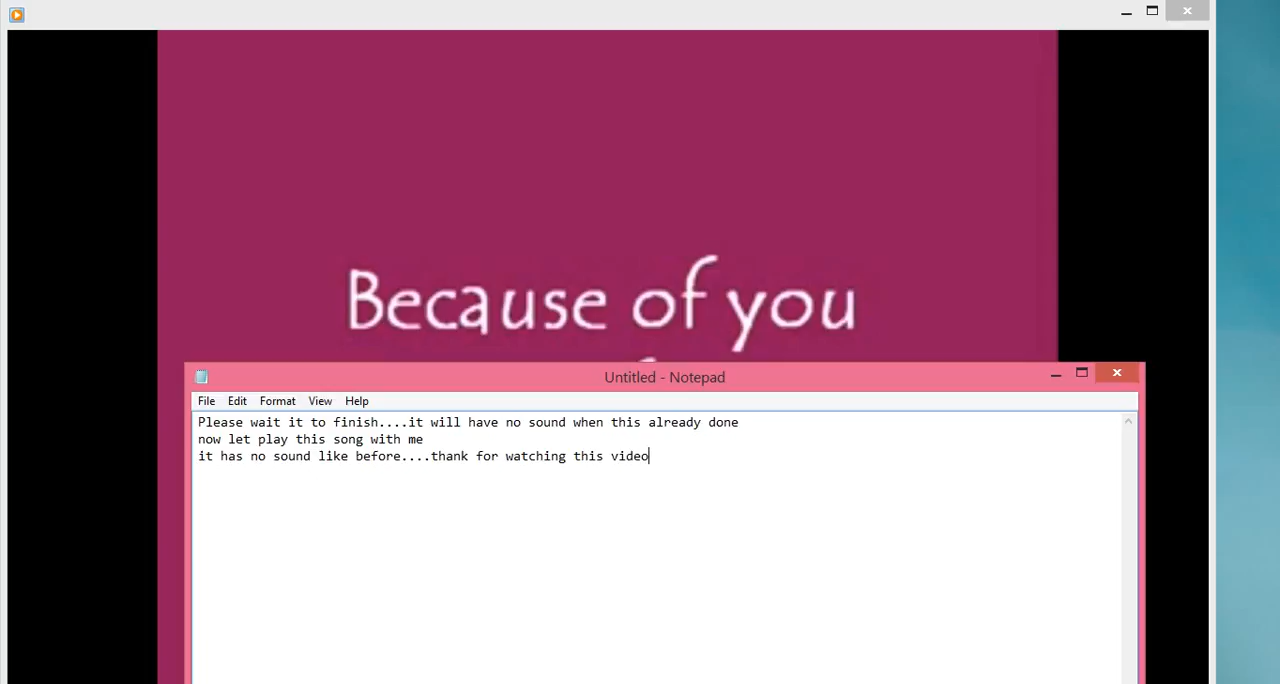 Because of you
Untitled - Notepad
File Edit Format View Help
Please wait it to finish....it will have no sound when this already done
now let play this song with me
it has no sound like before....thank for watching this video